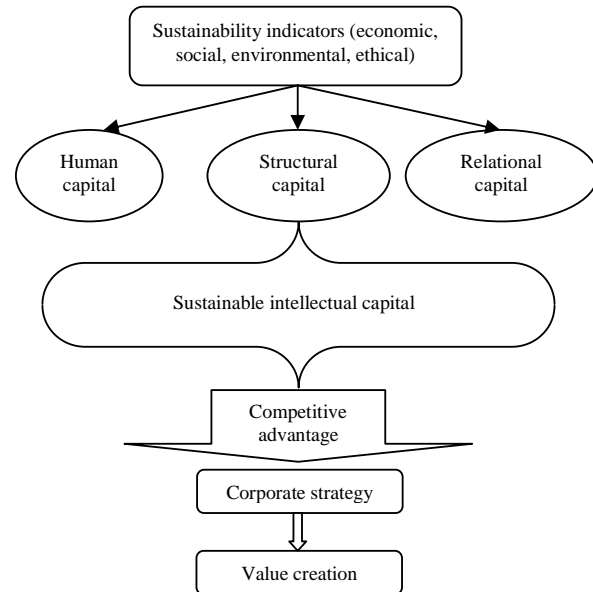 Sustainability indicators (economic,
social, environmental, ethical)
Human
capital
Structural
capital
Relational
capital
Sustainable intellectual capital
Competitive
advantage
Corporate strategy
Value creation